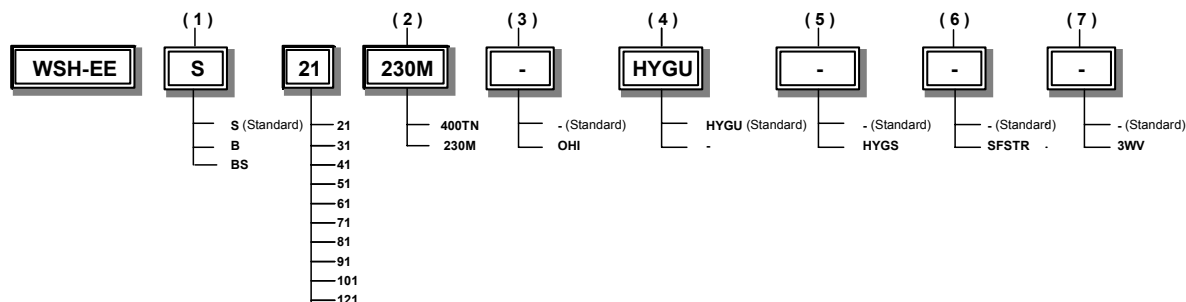 ( 1 ) ( 2 ) ( 3 ) ( 4 ) ( 5 ) ( 6 ) ( 7 )
WSH-EE S 21 230M - HYGU - - -
S (Standard) 21 400TN - (Standard) HYGU (Standard) - (Standard) - (Standard) - (Standard)
B 31 230M OHI - HYGS SFSTR - 3WV
BS 41
51
61
71
81
91
101
121